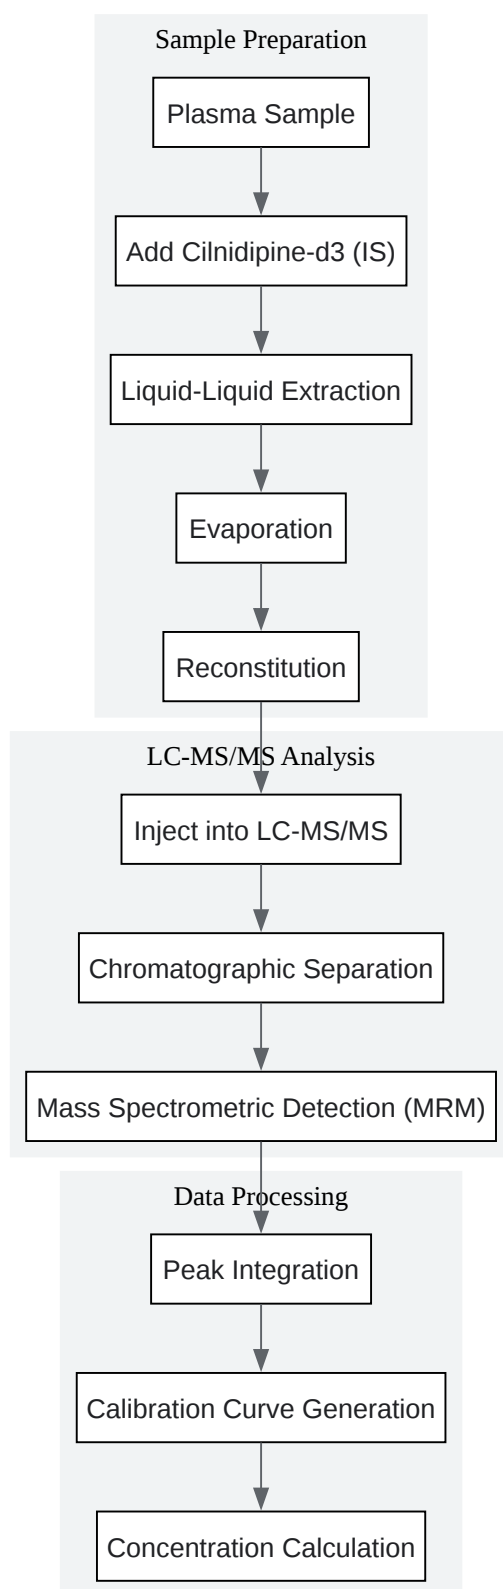 Sample Preparation
Plasma Sample
Add Cilnidipine-d3 (IS)
Liquid-Liquid Extraction
Evaporation
Reconstitution
LC-MS/MS Analysis
Inject into LC-MS/MS
Chromatographic Separation
Mass Spectrometric Detection (MRM)
Data Processing
Peak Integration
Calibration Curve Generation
Concentration Calculation